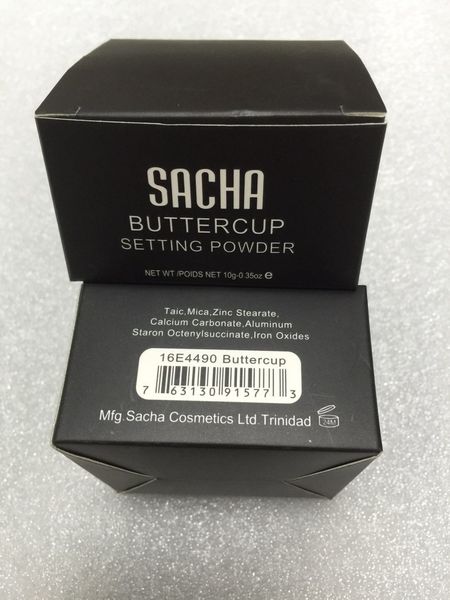 SACHA
BUTTERCUP
SETTING POWDER
NET WT /POIDS NET 10g-0.35oz e
Taic,Mica,Zinc Stearate,
Calcium Carbonate,Aluminum
Staron Octenylsuccinate,Iron Oxides
16E4490 Buttercup
7 63130 91577 3
Mfg.Sacha Cosmetics Ltd.Trinidad
24M